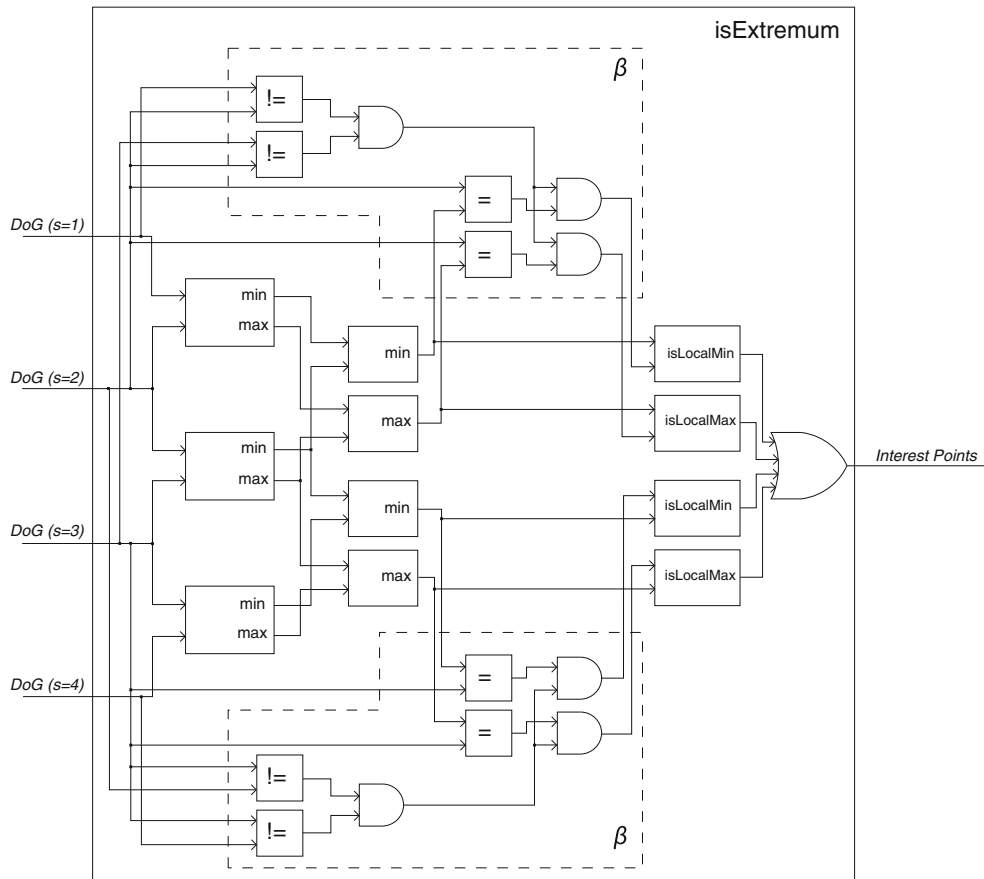 isExtremum
β
!=
!=
=
DoG (s=1)
=
min
max
min
isLocalMin
DoG (s=2)
max
isLocalMax
min
max
Interest Points
min
isLocalMin
DoG (s=3)
max
isLocalMax
min
max
DoG (s=4)
=
=
!=
!=
β